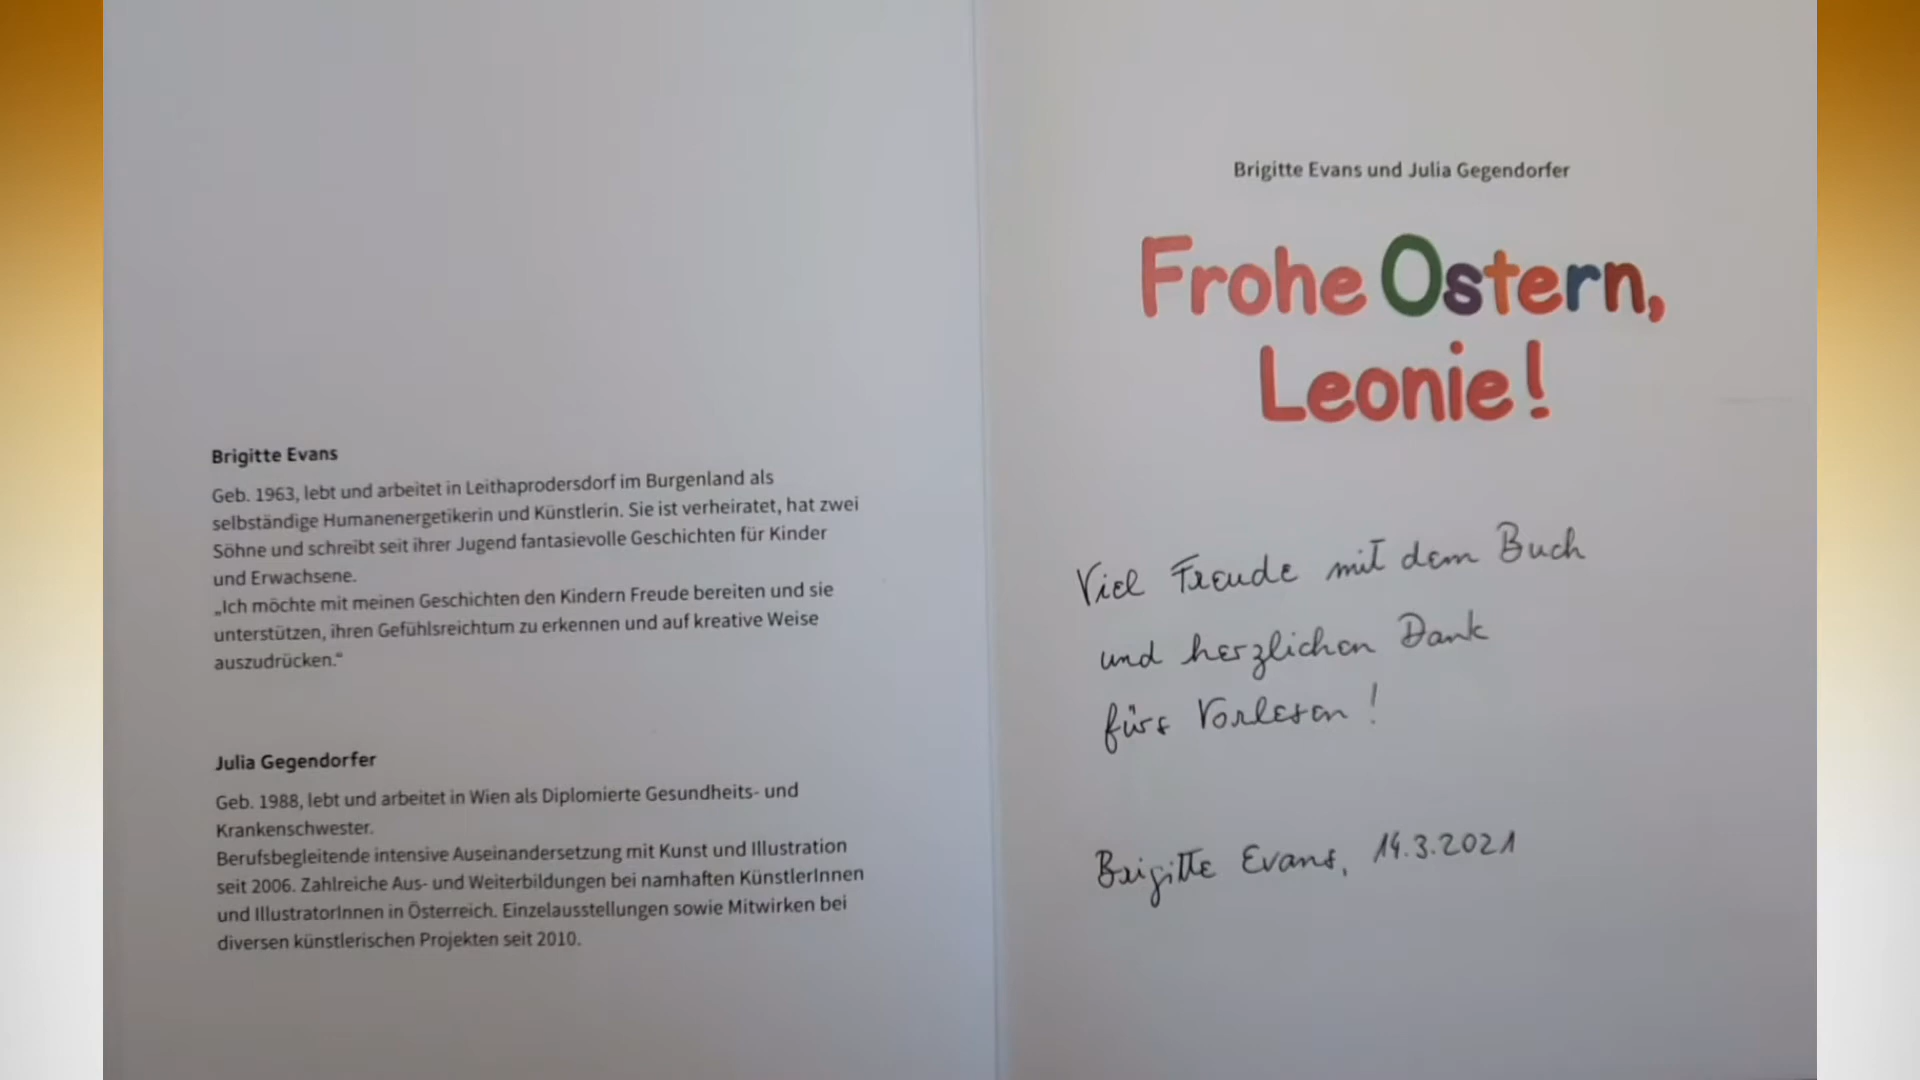 Brigitte Evans
Geb. 1963, lebt und arbeitet in Leithaprodersdorf im Burgenland als
selbständige Humanenergetikerin und Künstlerin. Sie ist verheiratet, hat zwei
Söhne und schreibt seit ihrer Jugend fantasievolle Geschichten für Kinder
und Erwachsene.
„Ich möchte mit meinen Geschichten den Kindern Freude bereiten und sie
unterstützen, ihren Gefühlsreichtum zu erkennen und auf kreative Weise
auszudrücken.“
Julia Gegendorfer
Geb. 1988, lebt und arbeitet in Wien als Diplomierte Gesundheits- und
Krankenschwester.
Berufsbegleitende intensive Auseinandersetzung mit Kunst und Illustration
seit 2006. Zahlreiche Aus- und Weiterbildungen bei namhaften KünstlerInnen
und IllustratorInnen in Österreich. Einzelausstellungen sowie Mitwirken bei
diversen künstlerischen Projekten seit 2010.
Brigitte Evans und Julia Gegendorfer
Frohe Ostern,
Leonie!
Viel Freude mit dem Buch
und herzlichen Dank
fürs Vorlesen!
Brigitte Evans, 14.3.2021